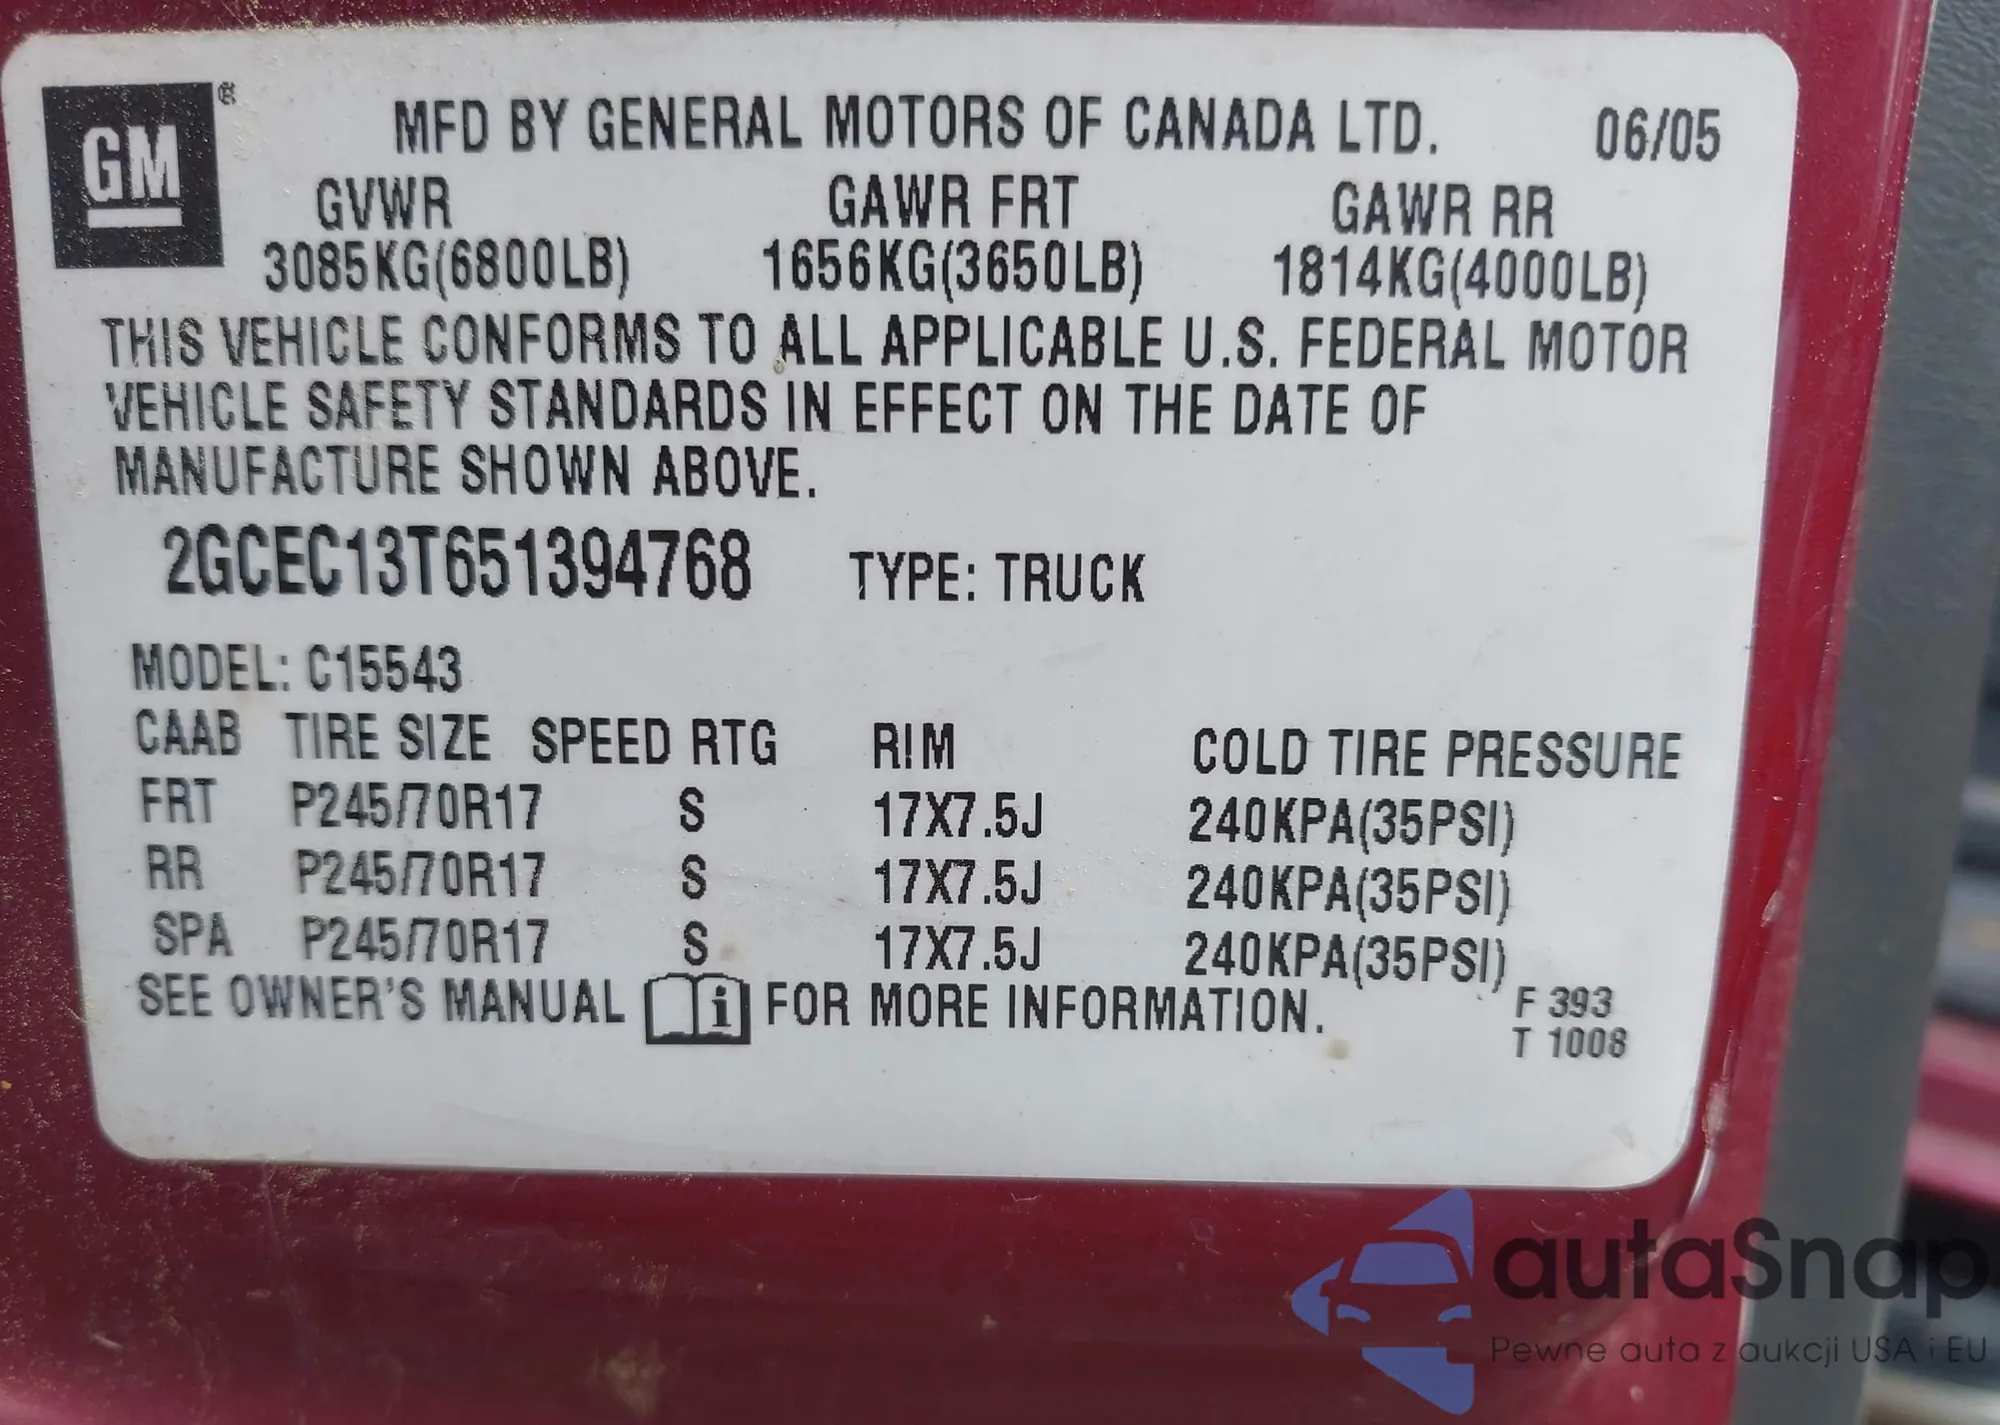 GM ®
MFD BY GENERAL MOTORS OF CANADA LTD. 06/05
GVWR GAWR FRT GAWR RR
3085KG(6800LB) 1656KG(3650LB) 1814KG(4000LB)
THIS VEHICLE CONFORMS TO ALL APPLICABLE U.S. FEDERAL MOTOR
VEHICLE SAFETY STANDARDS IN EFFECT ON THE DATE OF
MANUFACTURE SHOWN ABOVE.
2GCEC13T651394768 TYPE: TRUCK
MODEL: C15543
CAAB TIRE SIZE SPEED RTG RIM COLD TIRE PRESSURE
FRT P245/70R17 S 17X7.5J 240KPA(35PSI)
RR P245/70R17 S 17X7.5J 240KPA(35PSI)
SPA P245/70R17 S 17X7.5J 240KPA(35PSI)
SEE OWNER'S MANUAL i FOR MORE INFORMATION.
F 393
T 1008
autaSnap
Pewne auta z aukcji USA i EU